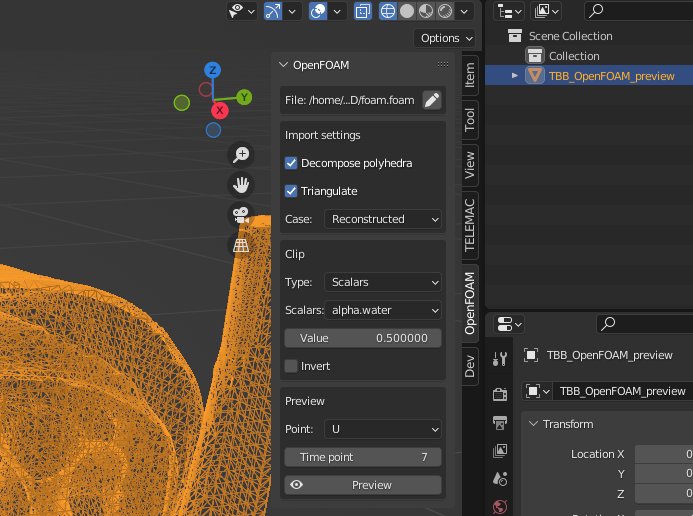 Options
OpenFOAM
File: /home/...D/foam.foam
Import settings
Decompose polyhedra
Triangulate
Case: Reconstructed
Clip
Type: Scalars
Scalars: alpha.water
Value 0.500000
Invert
Preview
Point: U
Time point 7
Preview
Z
Y
X
Item
Tool
View
TELEMAC
OpenFOAM
Dev
Scene Collection
Collection
TBB_OpenFOAM_preview
TBB_OpenFOAM_preview
TBB_OpenFOAM_preview
Transform
Location X 0
Y 0
Z 0